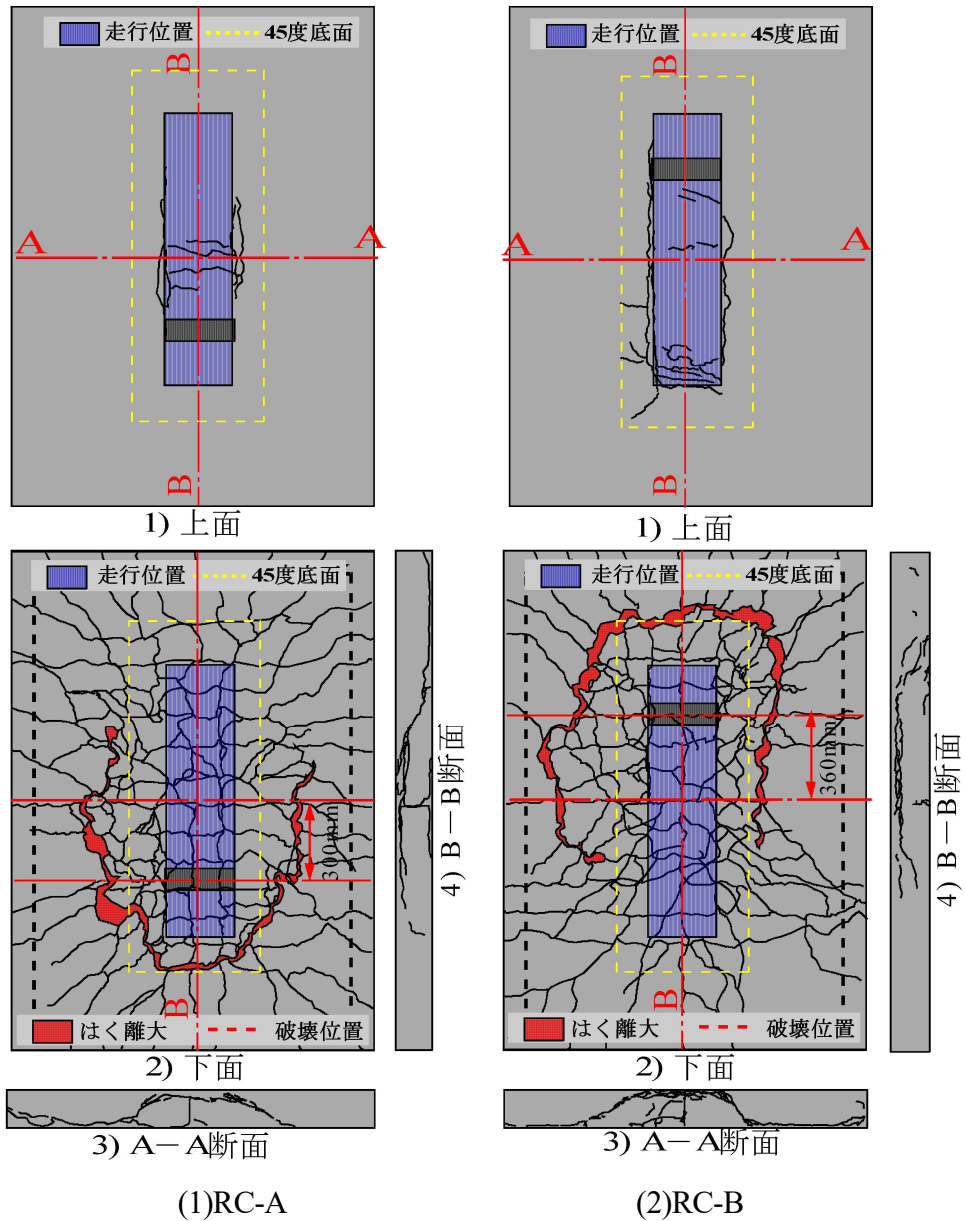 走行位置 45度底面
B
A A
B
1) 上面
走行位置 45度底面
300mm
B
はく離大 破壊位置
2) 下面
4) B－B断面
3) A－A断面
(1)RC-A
走行位置 45度底面
B
A A
B
1) 上面
走行位置 45度底面
360mm
B
はく離大 破壊位置
2) 下面
4) B－B断面
3) A－A断面
(2)RC-B